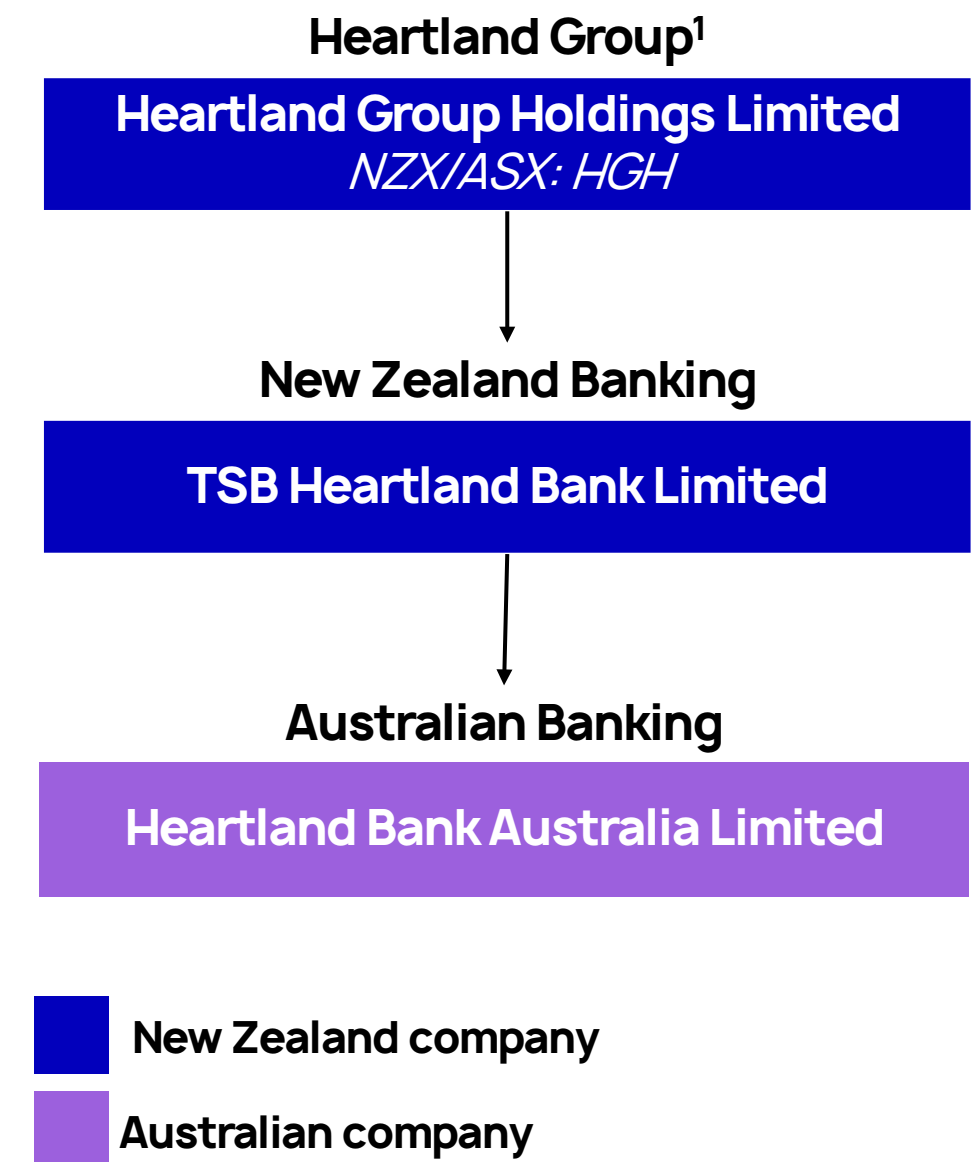 Heartland Group¹
Heartland Group Holdings Limited
NZX/ASX: HGH
New Zealand Banking
TSB Heartland Bank Limited
Australian Banking
Heartland Bank Australia Limited
New Zealand company
Australian company